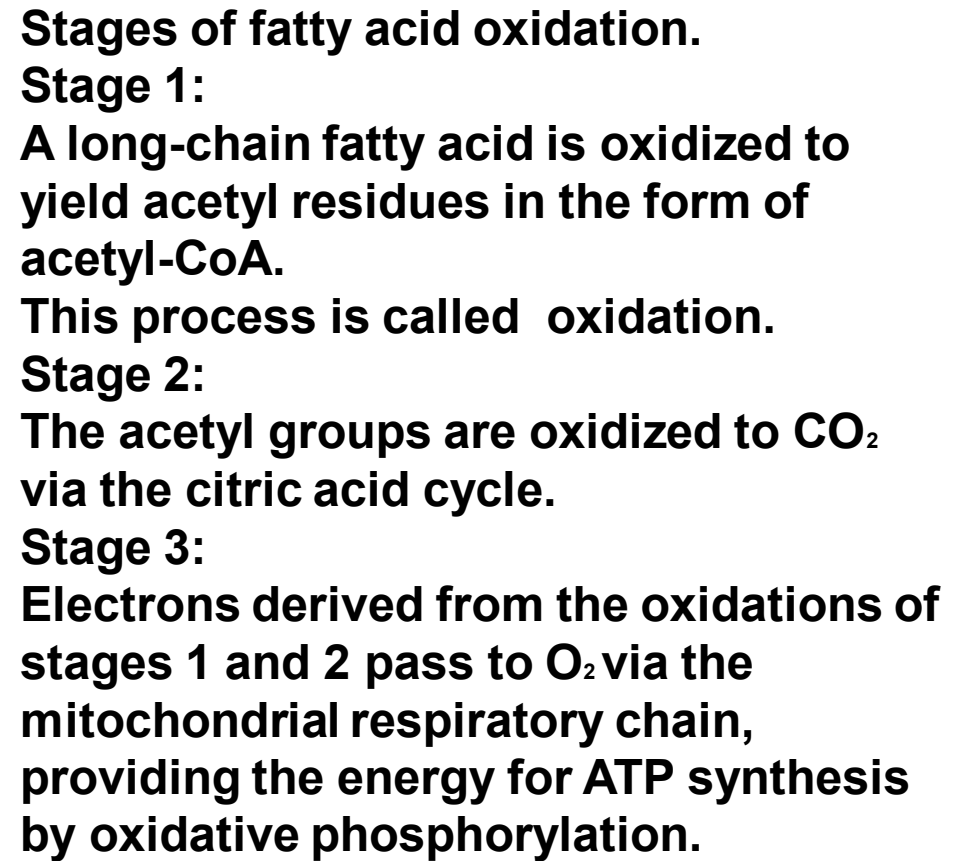 Stages of fatty acid oxidation.
Stage 1:
A long-chain fatty acid is oxidized to
yield acetyl residues in the form of
acetyl-CoA.
This process is called  oxidation.
Stage 2:
The acetyl groups are oxidized to CO₂
via the citric acid cycle.
Stage 3:
Electrons derived from the oxidations of
stages 1 and 2 pass to O₂ via the
mitochondrial respiratory chain,
providing the energy for ATP synthesis
by oxidative phosphorylation.